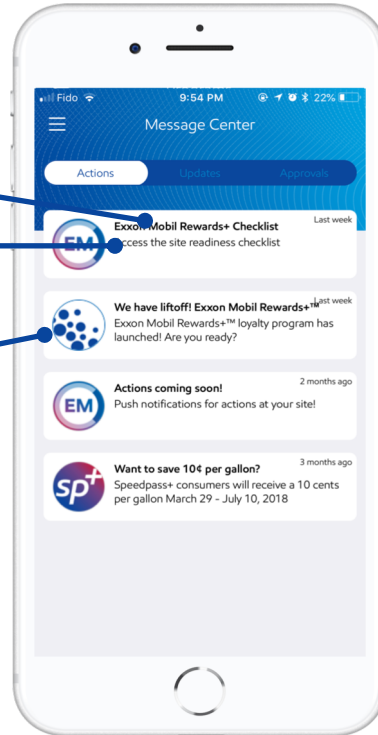 Fido 9:54 PM 22%
Message Center
Actions Updates Approvals
Exxon Mobil Rewards+ Checklist Last week
Access the site readiness checklist
EM
We have liftoff! Exxon Mobil Rewards+™ Last week
Exxon Mobil Rewards+™ loyalty program has
launched! Are you ready?
Actions coming soon! 2 months ago
EM
Push notifications for actions at your site!
Want to save 10¢ per gallon? 3 months ago
sp+
Speedpass+ consumers will receive a 10 cents
per gallon March 29 - July 10, 2018